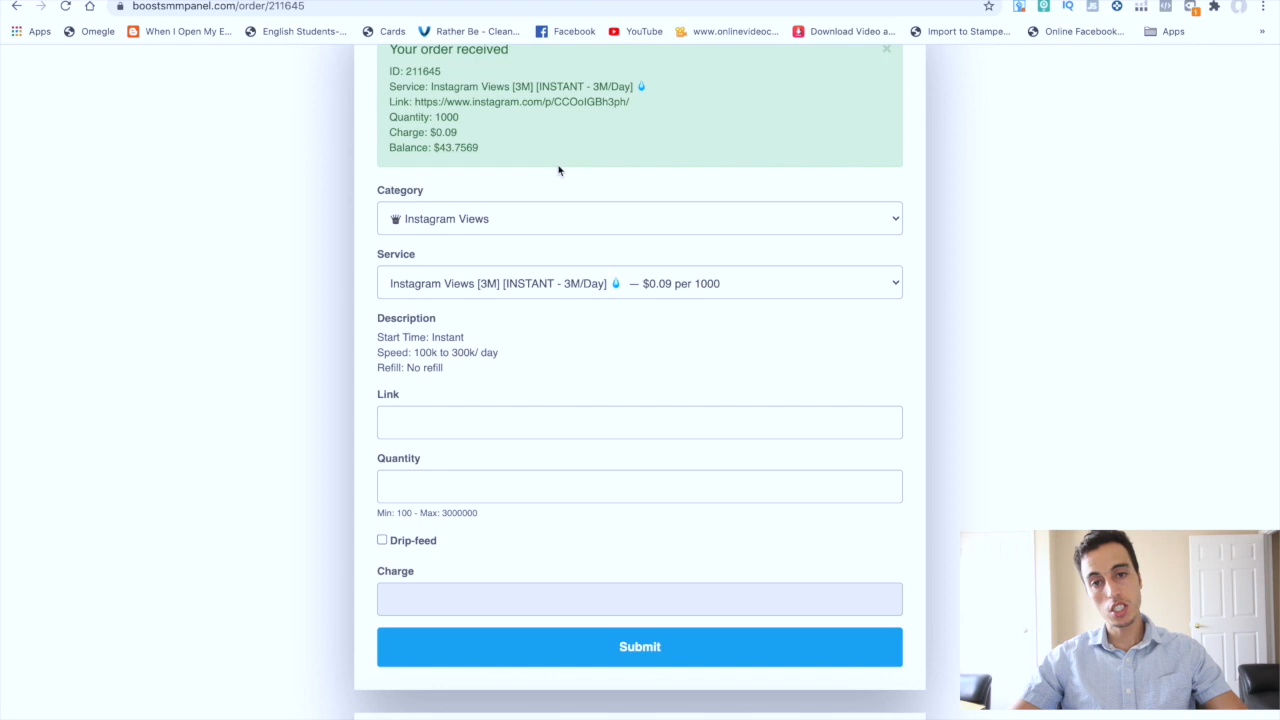 boostsmmpanel.com/order/211645
Apps
Omegle
When I Open My E...
English Students-...
Cards
Rather Be - Clean...
Facebook
YouTube
www.onlinevideoc...
Download Video a...
Import to Stampe...
Online Facebook...
Apps
»
Your order received
×
ID: 211645
Service: Instagram Views [3M] [INSTANT - 3M/Day] 💧
Link: https://www.instagram.com/p/CCOoIGBh3ph/
Quantity: 1000
Charge: $0.09
Balance: $43.7569
Category
Instagram Views
Service
Instagram Views [3M] [INSTANT - 3M/Day] 💧 — $0.09 per 1000
Description
Start Time: Instant
Speed: 100k to 300k/ day
Refill: No refill
Link
Quantity
Min: 100 - Max: 3000000
Drip-feed
Charge
Submit